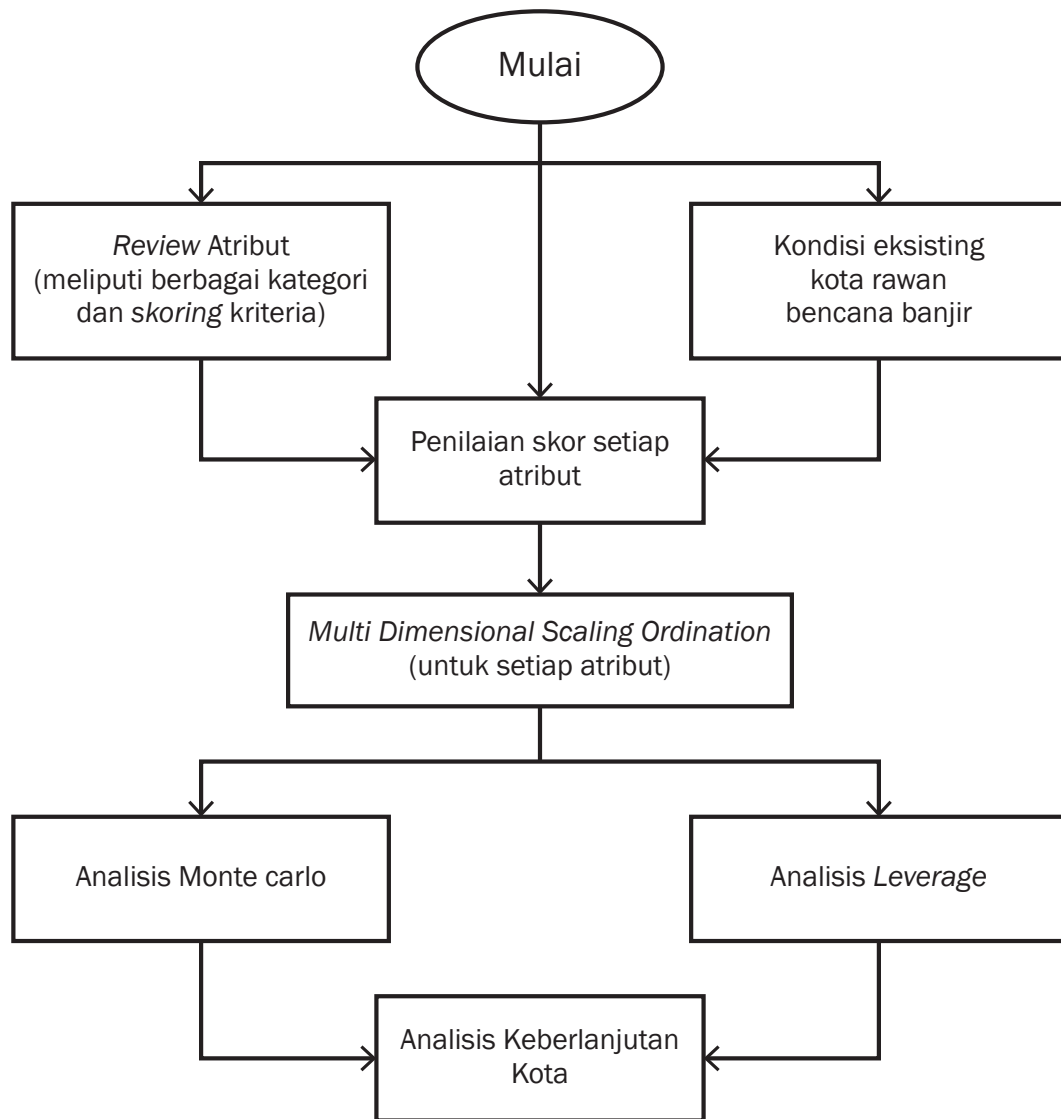 Mulai
Review Atribut
(meliputi berbagai kategori
dan skoring kriteria)
Kondisi eksisting
kota rawan
bencana banjir
Penilaian skor setiap
atribut
Multi Dimensional Scaling Ordination
(untuk setiap atribut)
Analisis Monte carlo
Analisis Leverage
Analisis Keberlanjutan
Kota